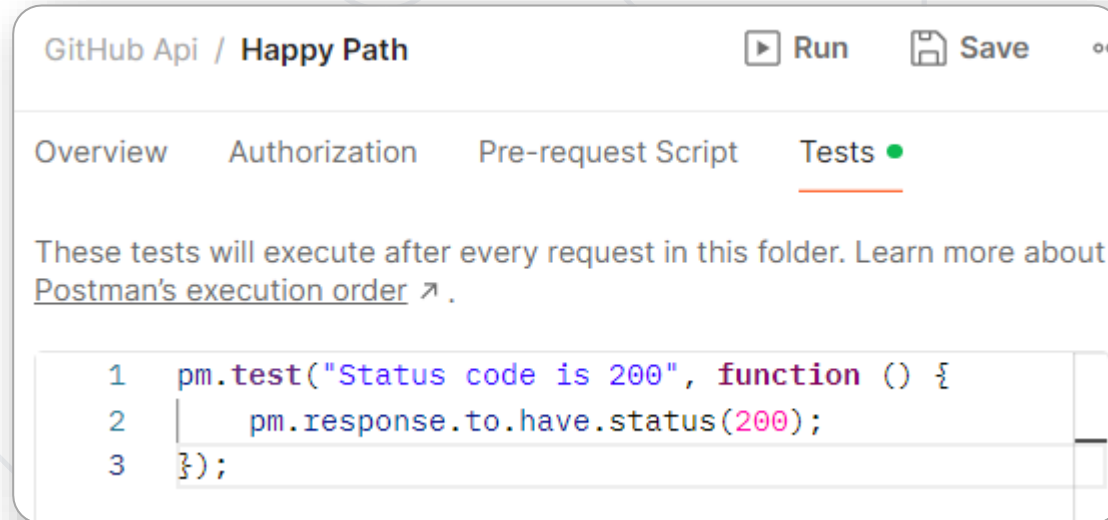 GitHub Api / Happy Path
Run
Save
Overview
Authorization
Pre-request Script
Tests
These tests will execute after every request in this folder. Learn more about
Postman's execution order ↗ .
1 pm.test("Status code is 200", function () {
2     pm.response.to.have.status(200);
3 });